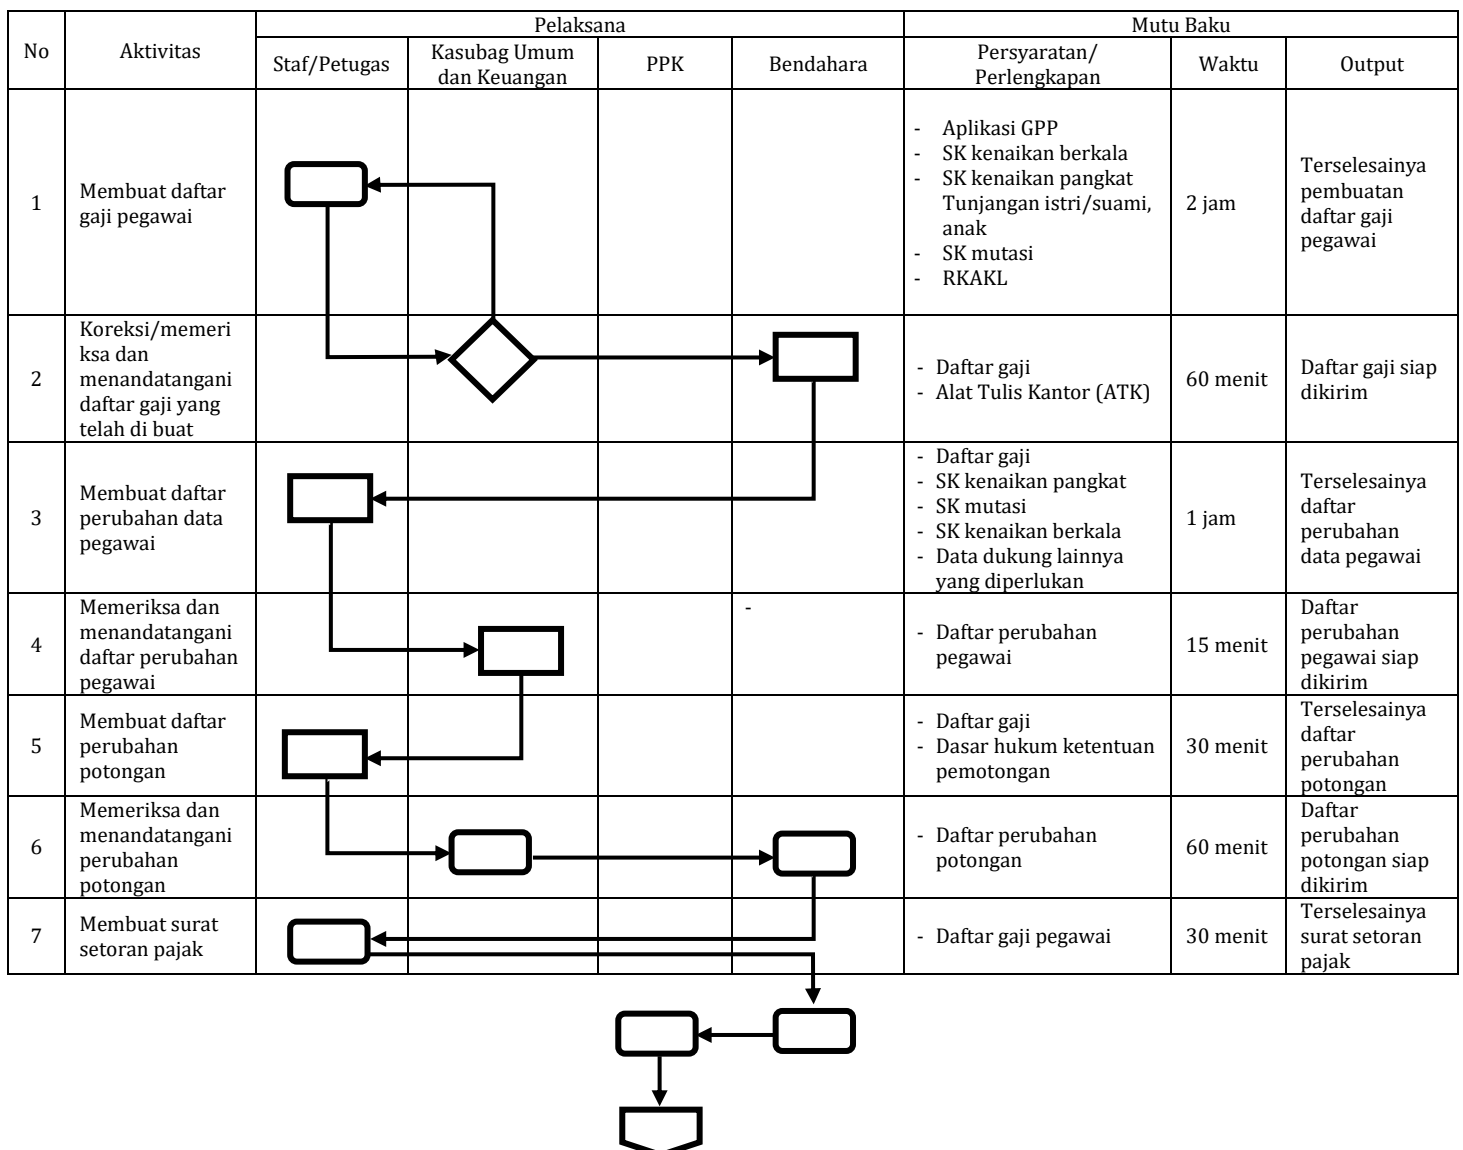 No
Aktivitas
Pelaksana
Mutu Baku
Staf/Petugas
Kasubag Umum
dan Keuangan
PPK
Bendahara
Persyaratan/
Perlengkapan
Waktu
Output
1
Membuat daftar
gaji pegawai
- Aplikasi GPP
- SK kenaikan berkala
- SK kenaikan pangkat
Tunjangan istri/suami,
anak
- SK mutasi
- RKAKL
2 jam
Terselesainya
pembuatan
daftar gaji
pegawai
2
Koreksi/memeri
ksa dan
menandatangani
daftar gaji yang
telah di buat
- Daftar gaji
- Alat Tulis Kantor (ATK)
60 menit
Daftar gaji siap
dikirim
3
Membuat daftar
perubahan data
pegawai
- Daftar gaji
- SK kenaikan pangkat
- SK mutasi
- SK kenaikan berkala
- Data dukung lainnya
yang diperlukan
1 jam
Terselesainya
daftar
perubahan
data pegawai
4
Memeriksa dan
menandatangani
daftar perubahan
pegawai
-
- Daftar perubahan
pegawai
15 menit
Daftar
perubahan
pegawai siap
dikirim
5
Membuat daftar
perubahan
potongan
- Daftar gaji
- Dasar hukum ketentuan
pemotongan
30 menit
Terselesainya
daftar
perubahan
potongan
6
Memeriksa dan
menandatangani
perubahan
potongan
- Daftar perubahan
potongan
60 menit
Daftar
perubahan
potongan siap
dikirim
7
Membuat surat
setoran pajak
- Daftar gaji pegawai
30 menit
Terselesainya
surat setoran
pajak